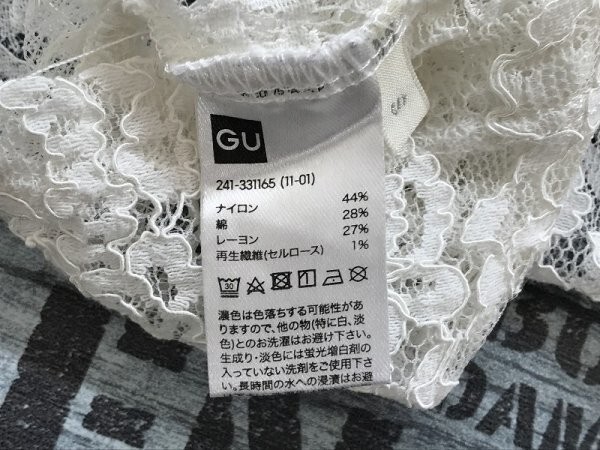 GU
241-331165 (11-01)
ナイロン 44%
綿 28%
レーヨン 27%
再生繊維(セルロース) 1%
30
濃色は色落ちする可能性があ
りますので、他の物(特に白、淡
色)とのお洗濯はお避け下さい。
生成り・淡色には蛍光増白剤の
入っていない洗剤をご使用下さ
い。長時間の水への浸漬はお避